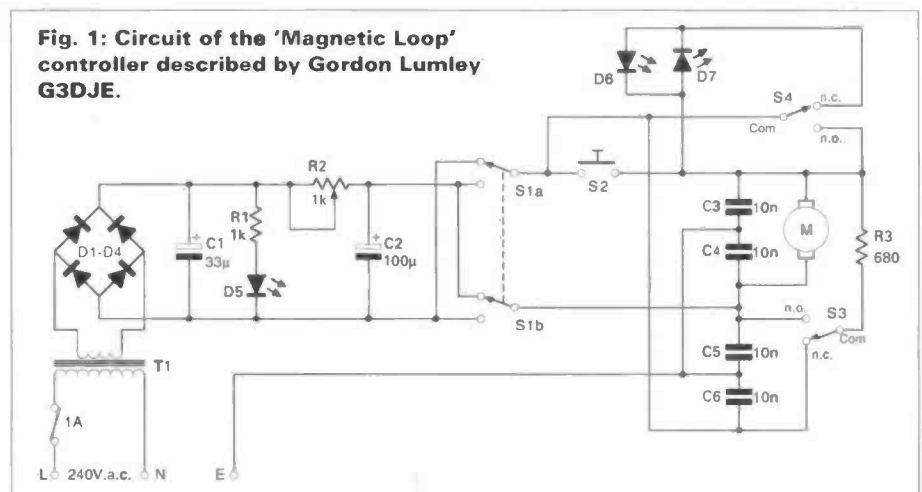 Fig. 1: Circuit of the 'Magnetic Loop'
controller described by Gordon Lumley
G3DJE.
D6
D7
S4
n.c.
Com
n.o.
R2
1k
S1a
S2
C3
10n
M
R3
680
D1-D4
R1
1k
C1
33µ
C2
100µ
C4
10n
D5
S1b
n.o.
S3
Com
n.c.
C5
10n
T1
C6
10n
1A
L
240V.a.c.
N
E